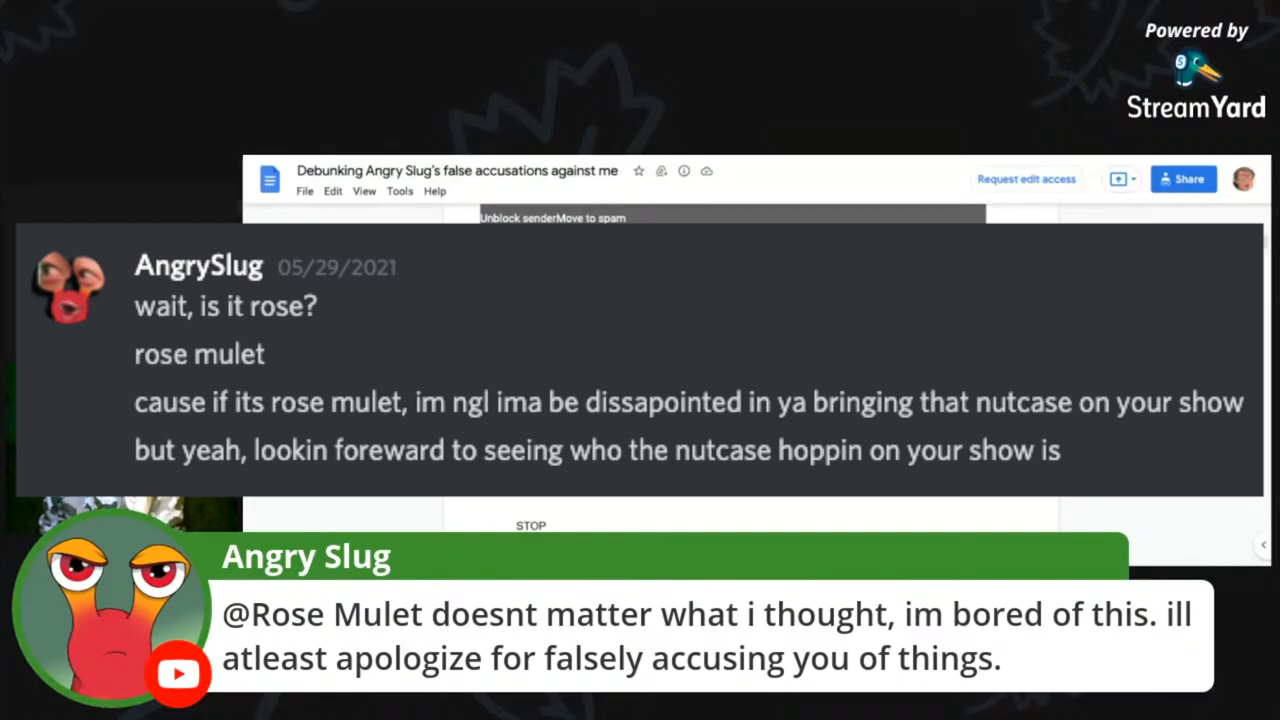 Powered by
StreamYard
Debunking Angry Slug's false accusations against me
File Edit View Tools Help
Request edit access
Share
Unblock senderMove to spam
AngrySlug 05/29/2021
wait, is it rose?
rose mulet
cause if its rose mulet, im ngl ima be dissapointed in ya bringing that nutcase on your show
but yeah, lookin foreward to seeing who the nutcase hoppin on your show is
STOP
Angry Slug
@Rose Mulet doesnt matter what i thought, im bored of this. ill
atleast apologize for falsely accusing you of things.